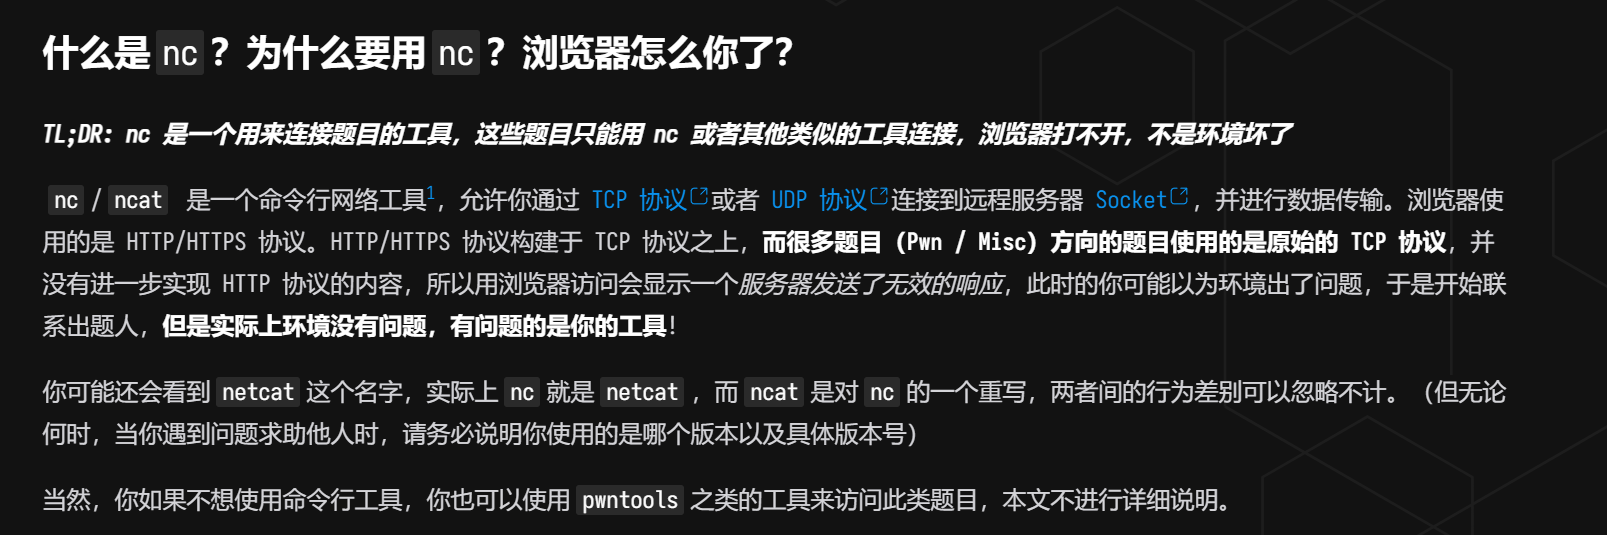 什么是 nc ？为什么要用 nc ？浏览器怎么你了?
TL;DR: nc 是一个用来连接题目的工具，这些题目只能用 nc 或者其他类似的工具连接，浏览器打不开，不是环境坏了
nc / ncat 是一个命令行网络工具1，允许你通过 TCP 协议或者 UDP 协议连接到远程服务器 Socket，并进行数据传输。浏览器使
用的是 HTTP/HTTPS 协议。HTTP/HTTPS 协议构建于 TCP 协议之上，而很多题目（Pwn / Misc）方向的题目使用的是原始的 TCP 协议，并
没有进一步实现 HTTP 协议的内容，所以用浏览器访问会显示一个服务器发送了无效的响应，此时的你可能以为环境出了问题，于是开始联
系出题人，但是实际上环境没有问题，有问题的是你的工具！
你可能还会看到 netcat 这个名字，实际上 nc 就是 netcat ，而 ncat 是对 nc 的一个重写，两者间的行为差别可以忽略不计。（但无论
何时，当你遇到问题求助他人时，请务必说明你使用的是哪个版本以及具体版本号）
当然，你如果不想使用命令行工具，你也可以使用 pwntools 之类的工具来访问此类题目，本文不进行详细说明。